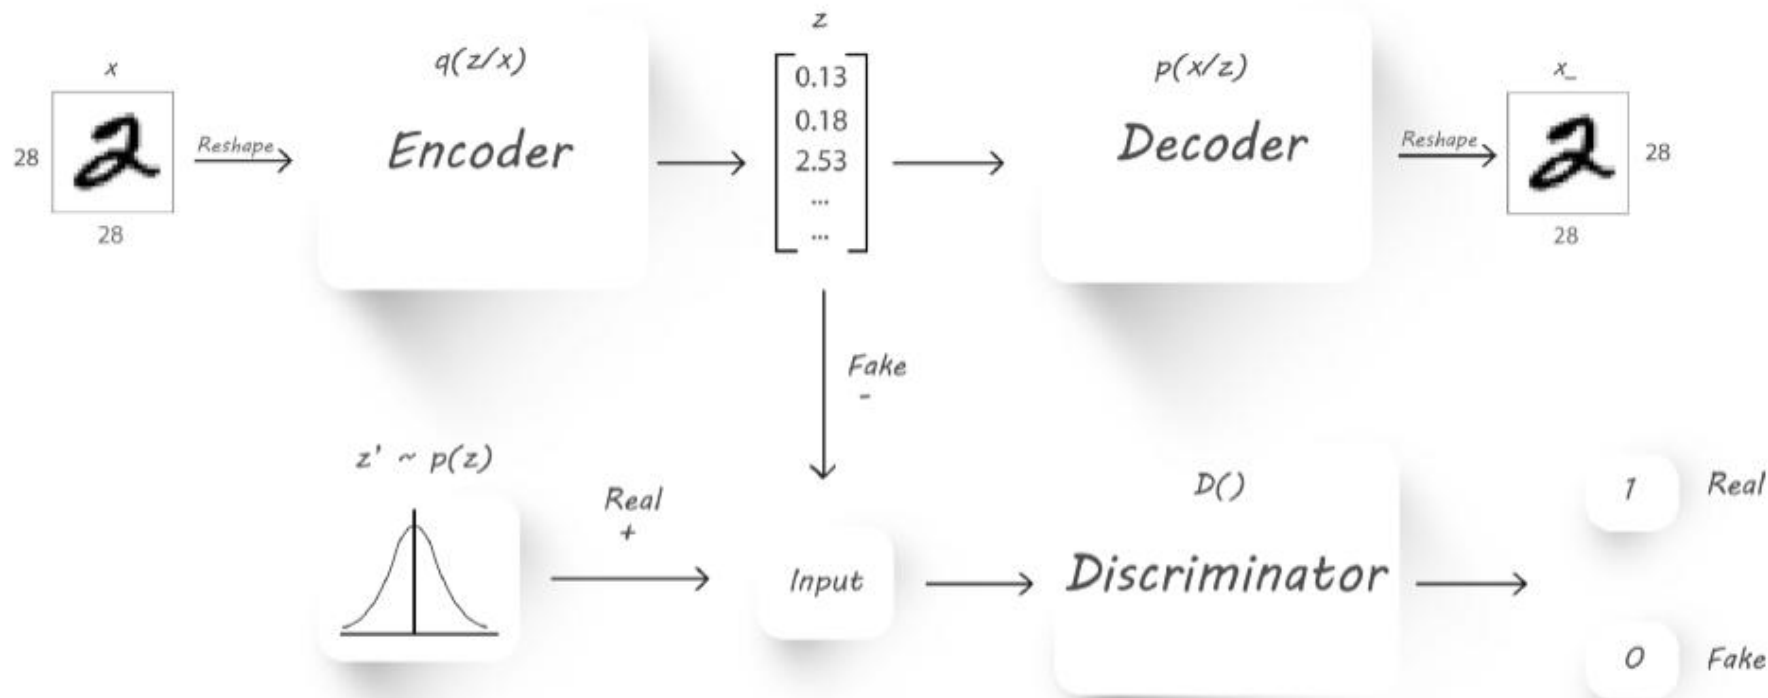 x
28
28
Reshape
q(z/x)
Encoder
z
0.13
0.18
2.53
...
...
p(x/z)
Decoder
Reshape
x_
28
28
Fake
-
z' ~ p(z)
Real
+
Input
D()
Discriminator
1 Real
0 Fake